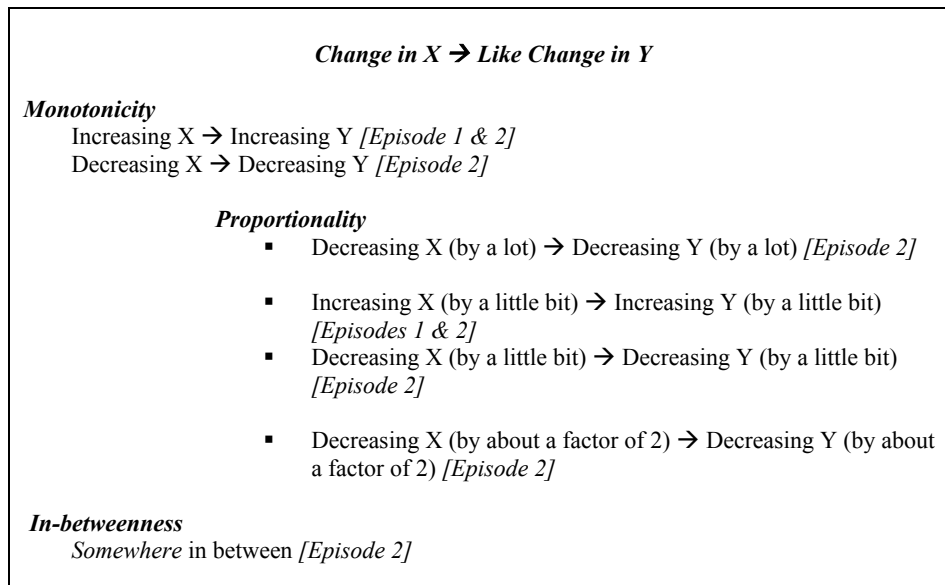 Change in X → Like Change in Y
Monotonicity
Increasing X → Increasing Y [Episode 1 & 2]
Decreasing X → Decreasing Y [Episode 2]
Proportionality
▪ Decreasing X (by a lot) → Decreasing Y (by a lot) [Episode 2]
▪ Increasing X (by a little bit) → Increasing Y (by a little bit)
[Episodes 1 & 2]
▪ Decreasing X (by a little bit) → Decreasing Y (by a little bit)
[Episode 2]
▪ Decreasing X (by about a factor of 2) → Decreasing Y (by about
a factor of 2) [Episode 2]
In-betweenness
Somewhere in between [Episode 2]